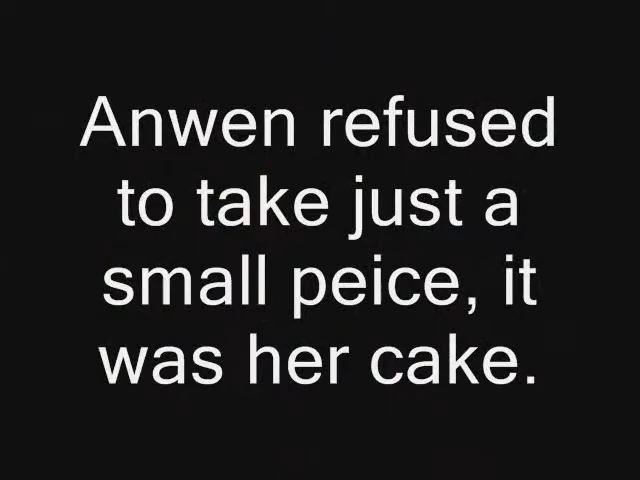 Anwen refused
to take just a
small peice, it
was her cake.